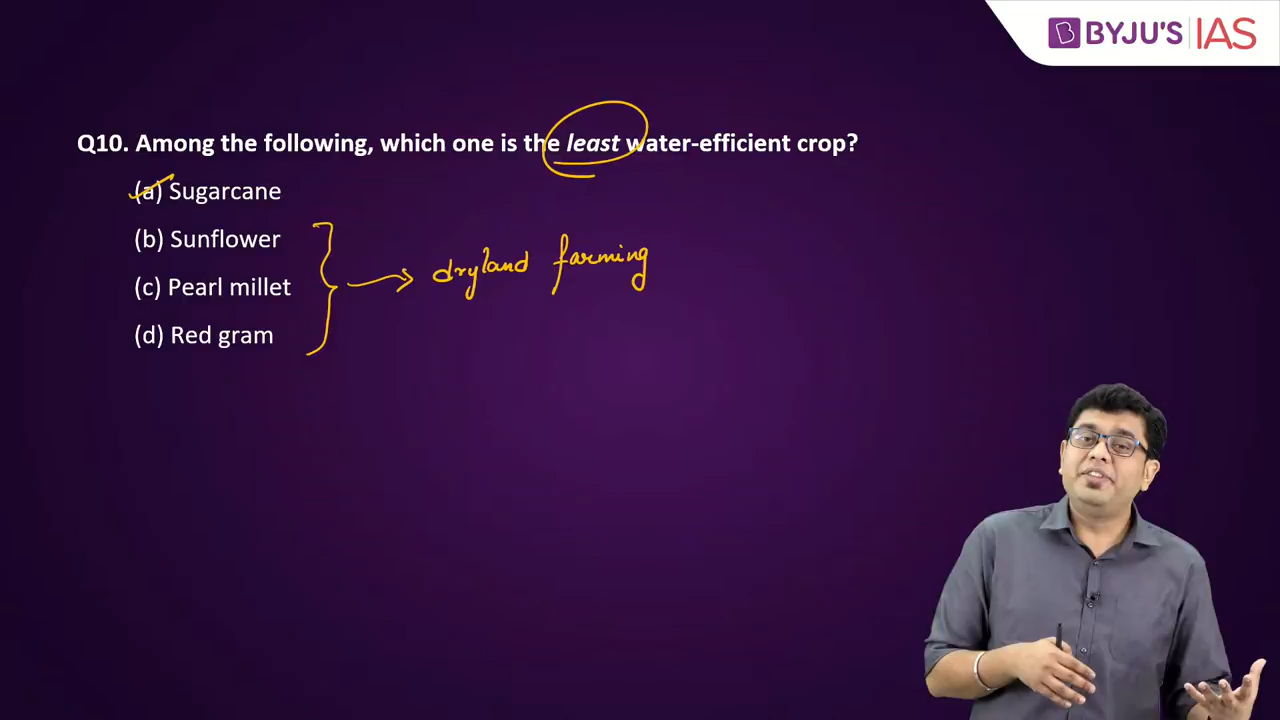 BYJU'S IAS
Q10. Among the following, which one is the least water-efficient crop?
(a) Sugarcane
(b) Sunflower
(c) Pearl millet
(d) Red gram
dryland farming